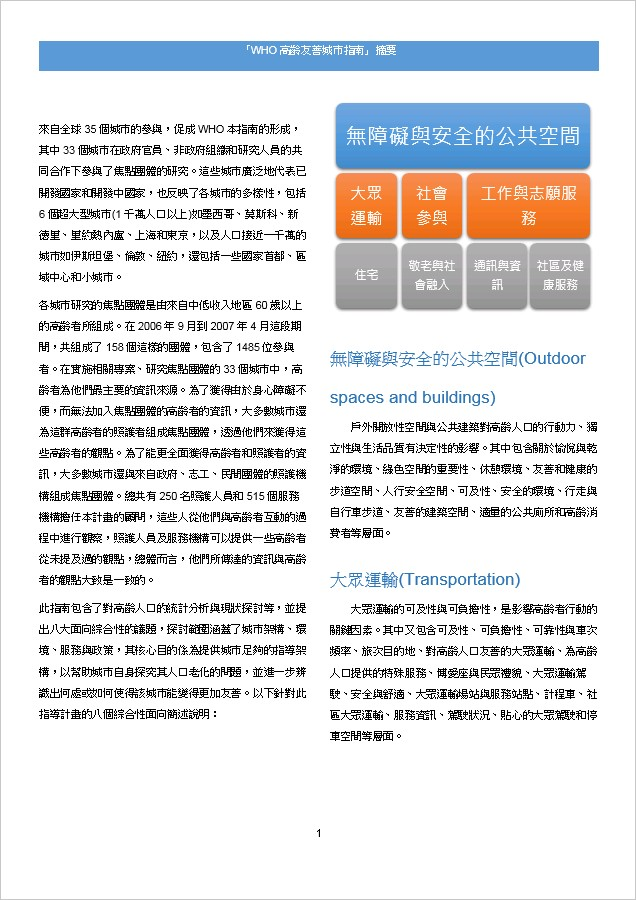 「WHO 高齡友善城市指南」 摘要
來自全球 35 個城市的參與，促成 WHO 本指南的形成，
其中 33 個城市在政府官員、非政府組織和研究人員的共
同合作下參與了焦點團體的研究。這些城市廣泛地代表已
開發國家和開發中國家，也反映了各城市的多樣性，包括
6 個超大型城市(1 千萬人口以上)如墨西哥、莫斯科、新
德里、里約熱內盧、上海和東京，以及人口接近一千萬的
城市如伊斯坦堡、倫敦、紐約，還包括一些國家首都、區
域中心和小城市。
各城市研究的焦點團體是由來自中低收入地區 60 歲以上
的高齡者所組成。在 2006 年 9 月到 2007 年 4 月這段期
間，共組成了 158 個這樣的團體，包含了 1485 位參與
者。在實施相關專案、研究焦點團體的 33 個城市中，高
齡者為他們最主要的資訊來源。為了獲得由於身心障礙不
便，而無法加入焦點團體的高齡者的資訊，大多數城市還
為這群高齡者的照護者組成焦點團體，透過他們來獲得這
些高齡者的觀點。為了能更全面獲得高齡者和照護者的資
訊，大多數城市還與來自政府、志工、民間團體的照護機
構組成焦點團體。總共有 250 名照護人員和 515 個服務
機構擔任本計畫的顧問，這些人從他們與高齡者互動的過
程中進行觀察，照護人員及服務機構可以提供一些高齡者
從未提及過的觀點，總體而言，他們所傳達的資訊與高齡
者的觀點大致是一致的。
此指南包含了對高齡人口的統計分析與現狀探討等，並提
出八大面向綜合性的議題，探討範圍涵蓋了城市架構、環
境、服務與政策，其核心目的係為提供城市足夠的指導架
構，以幫助城市自身探究其人口老化的問題，並進一步辨
識出何處或如何使得該城市能變得更加友善。以下針對此
指導計畫的八個綜合性面向簡述說明：
無障礙與安全的公共空間
大眾
運輸
社會
參與
工作與志願服
務
住宅
敬老與社
會融入
通訊與資
訊
社區及健
康服務
無障礙與安全的公共空間(Outdoor
spaces and buildings)
戶外開放性空間與公共建築對高齡人口的行動力、獨
立性與生活品質有決定性的影響。其中包含關於愉悅與乾
淨的環境、綠色空間的重要性、休憩環境、友善和健康的
步道空間、人行安全空間、可及性、安全的環境、行走與
自行車步道、友善的建築空間、適量的公共廁所和高齡消
費者等層面。
大眾運輸(Transportation)
大眾運輸的可及性與可負擔性，是影響高齡者行動的
關鍵因素。其中又包含可及性、可負擔性、可靠性與車次
頻率、旅次目的地、對高齡人口友善的大眾運輸、為高齡
人口提供的特殊服務、博愛座與民眾禮貌、大眾運輸駕
駛、安全與舒適、大眾運輸場站與服務站點、計程車、社
區大眾運輸、服務資訊、駕駛狀況、貼心的大眾駕駛和停
車空間等層面。
1